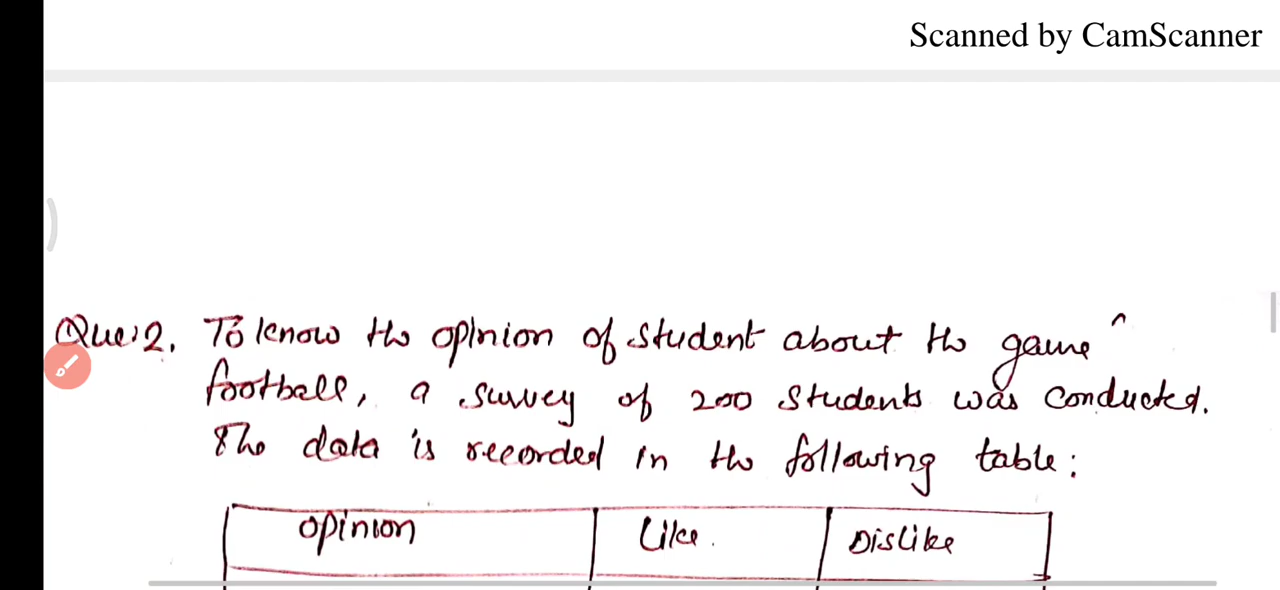 Scanned by CamScanner
Que:2. To know the opinion of student about the game
football, a survey of 200 students was conducted.
The data is recorded in the following table:
opinion Like. Dislike